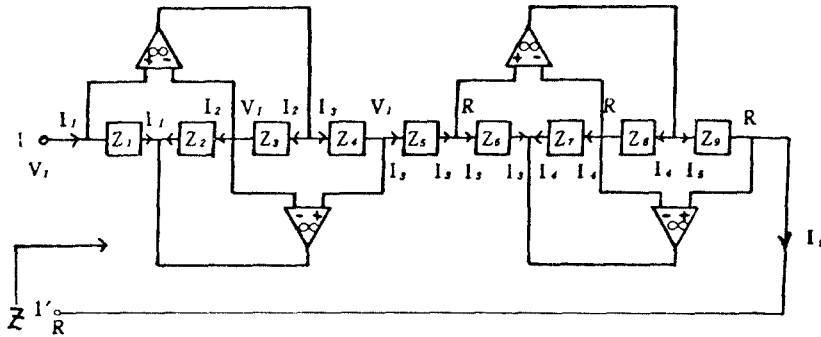 ∞ + -
∞ + -
I₁ I₁ I₂ V₁ I₂ I₃ V₁ R R R
1 Z₁ Z₂ Z₃ Z₄ Z₅ Z₆ Z₇ Z₈ Z₉
V₁ I₃ I₃ I₃ I₃ I₄ I₄ I₄ I₅
- + ∞
- + ∞
Z 1′
R